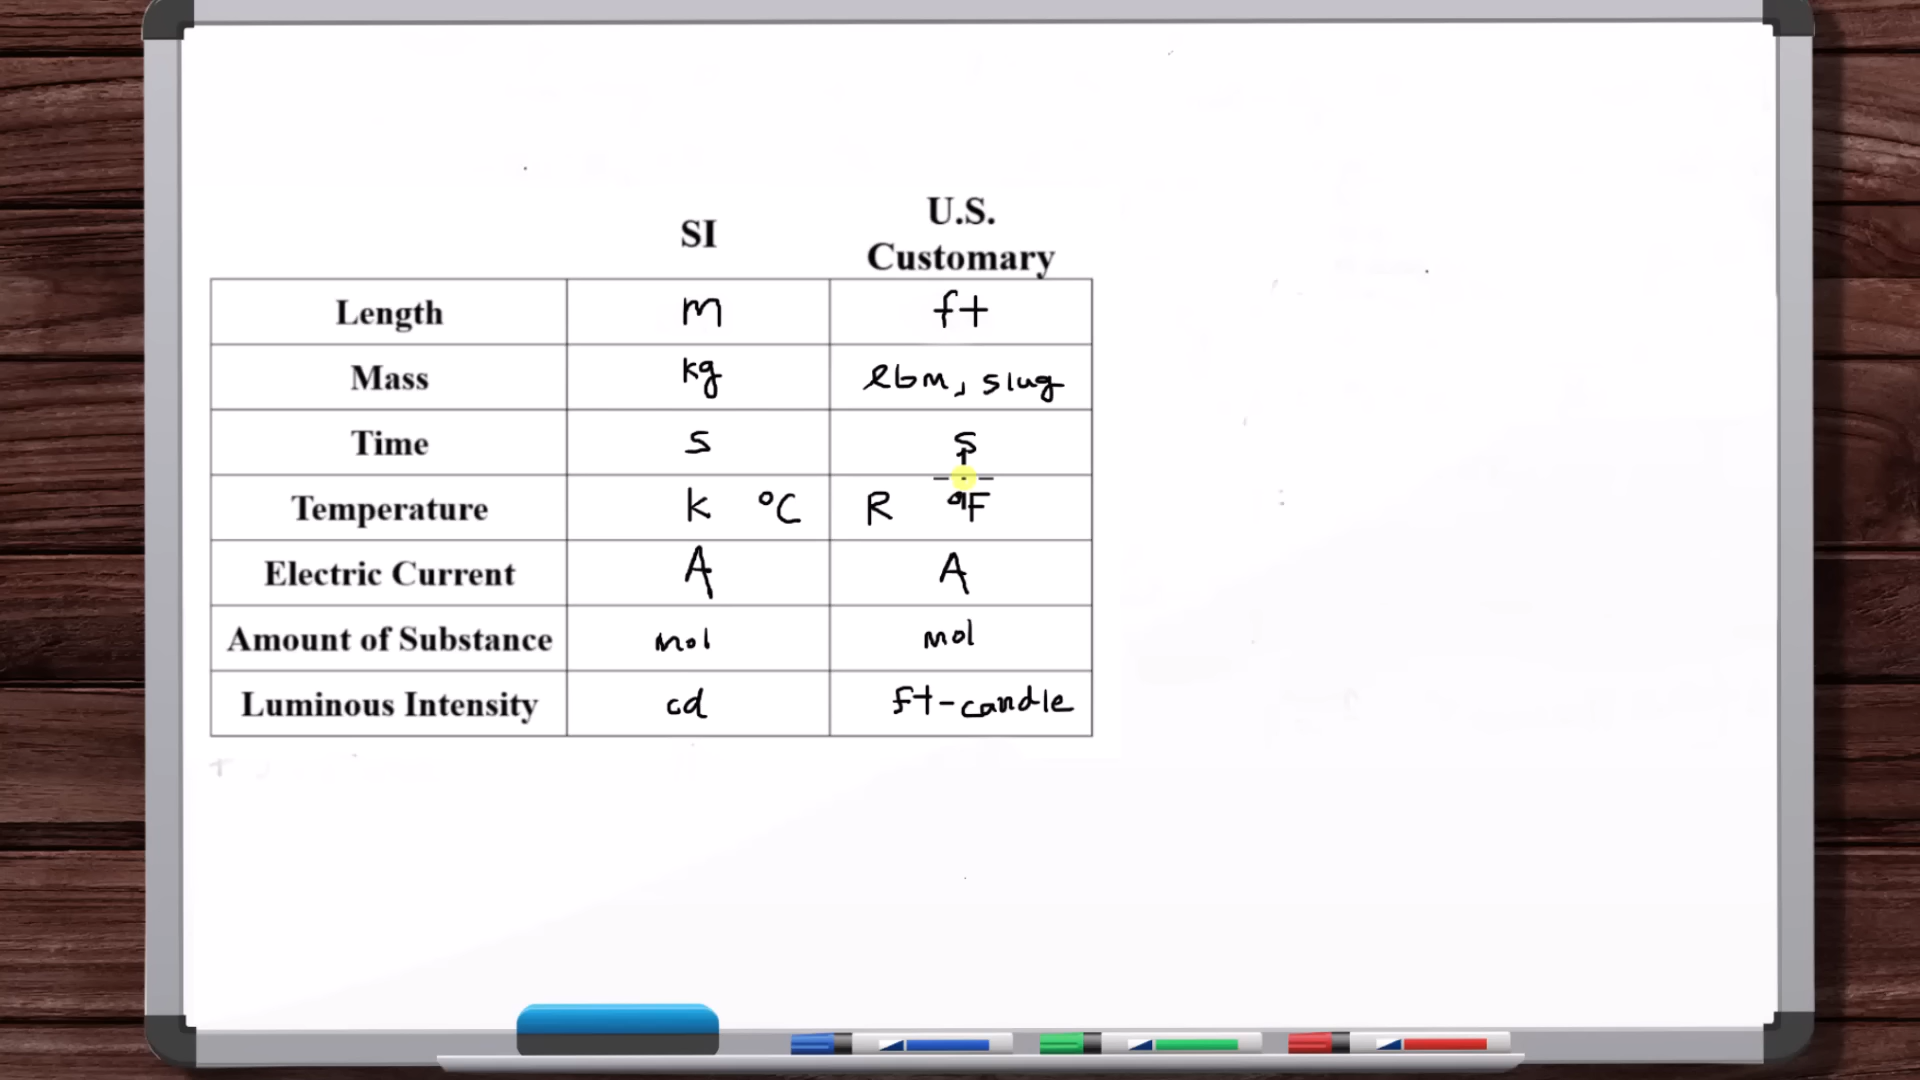 SI
U.S.
Customary
Length m ft
Mass kg lbm, slug
Time s s
Temperature k °C R °F
Electric Current A A
Amount of Substance mol mol
Luminous Intensity cd ft-candle